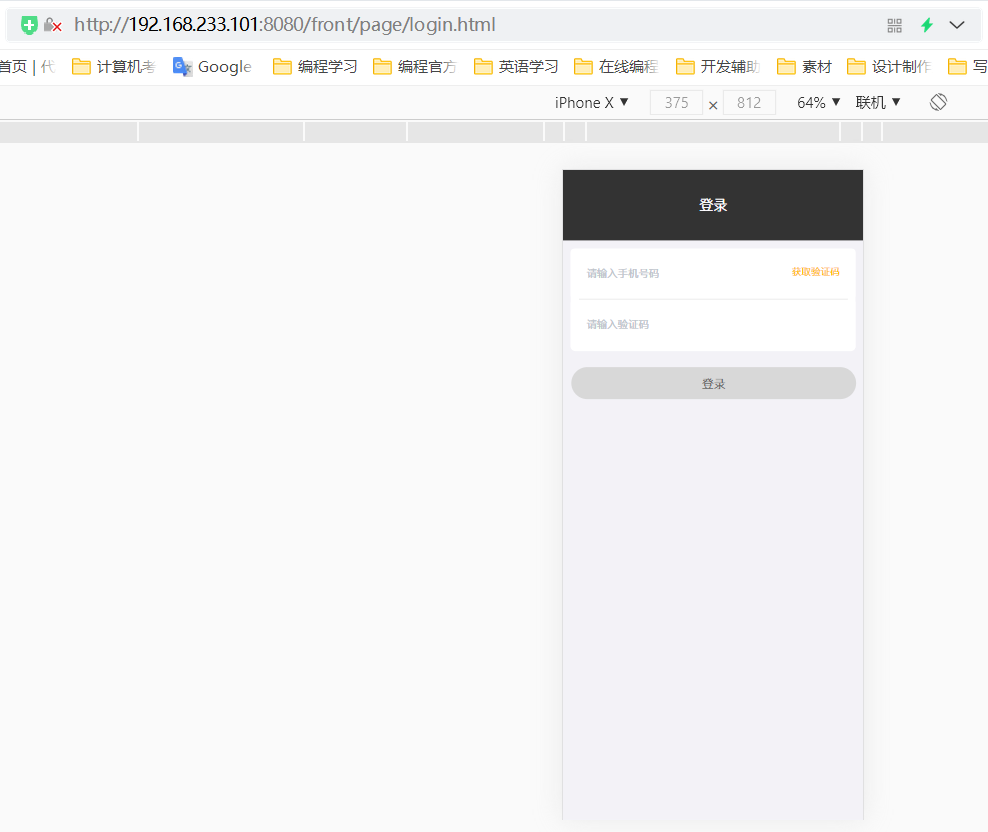 http://192.168.233.101:8080/front/page/login.html
首页 | 代 计算机考 Google 编程学习 编程官方 英语学习 在线编程 开发辅助 素材 设计制作 写
iPhone X ▼ 375 × 812 64% ▼ 联机 ▼
登录
请输入手机号码 获取验证码
请输入验证码
登录